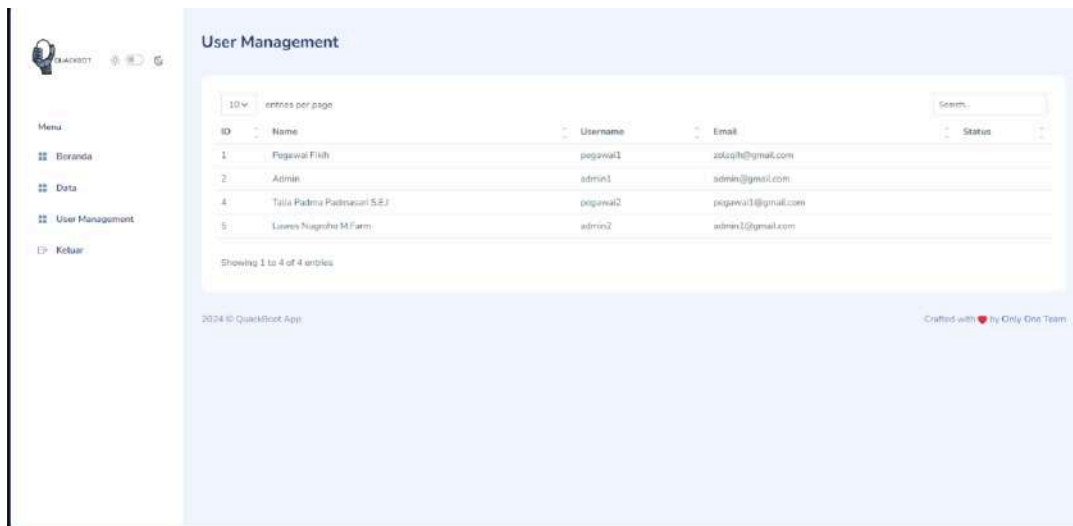 QUACKBOT
User Management
10 entries per page
Search...
ID Name Username Email Status
1 Pegawai Fikih pegawai1 @gmail.com
2 Admin admin1 admin@gmail.com
4 Talia Padma Padmasari S.E.I pegawai2 pegawai1@gmail.com
5 Luwes Nugroho M.Farm admin2 admin1@gmail.com
Showing 1 to 4 of 4 entries
Menu
Beranda
Data
User Management
Keluar
2024 © QuackBoot App
Crafted with ❤ by Only One Team